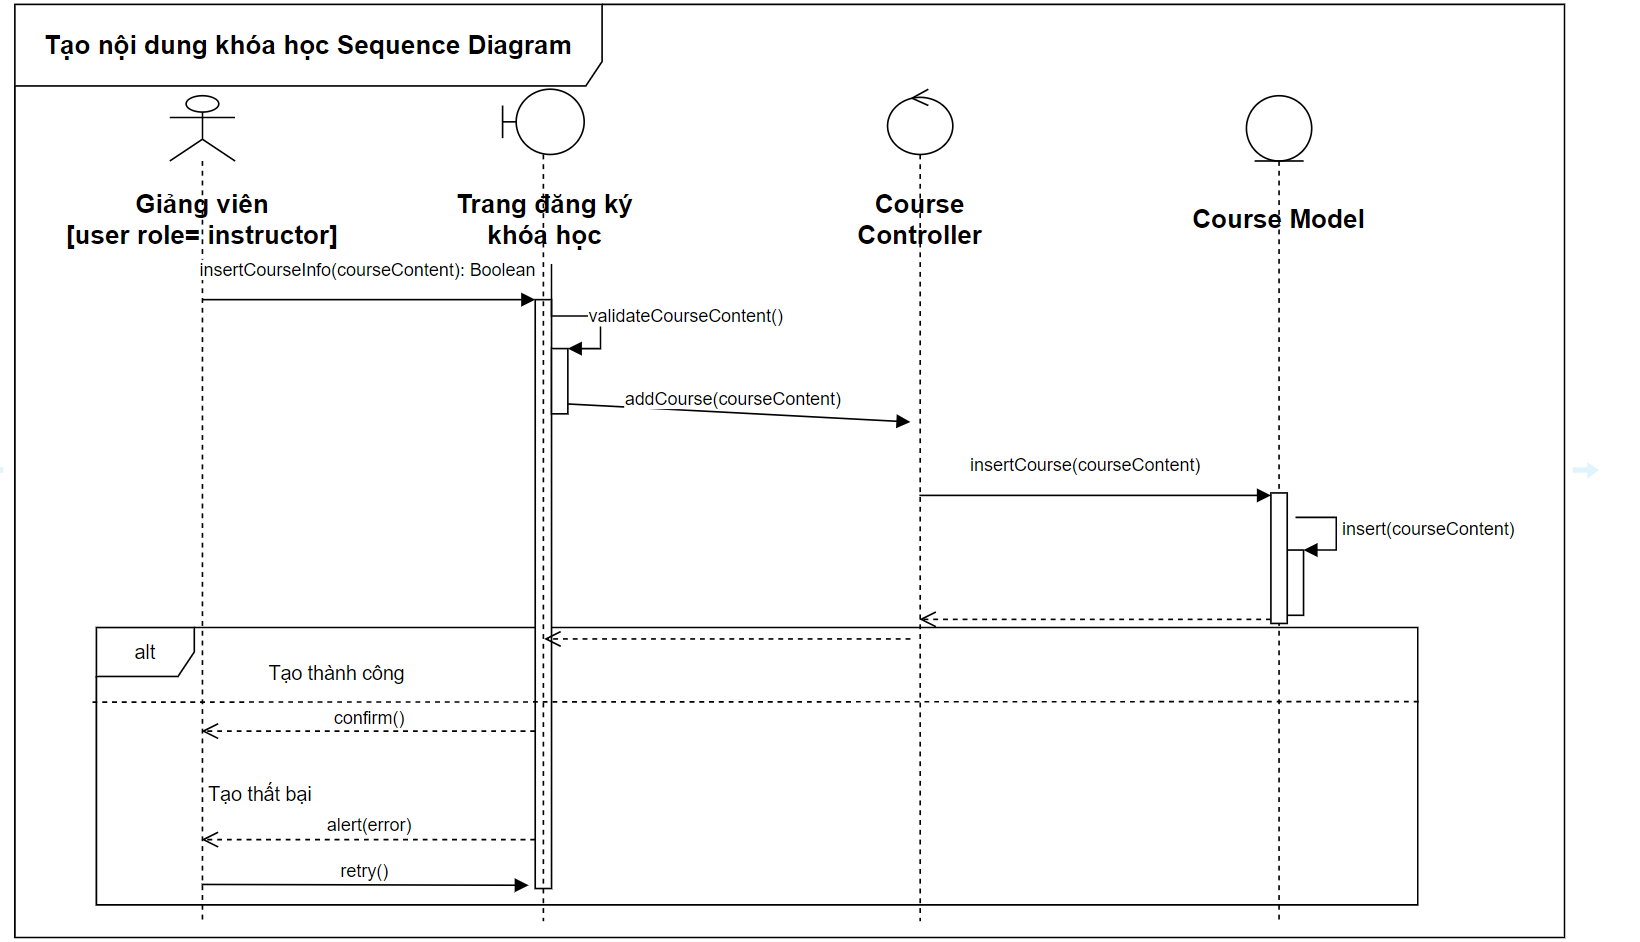 Tạo nội dung khóa học Sequence Diagram
Giảng viên
[user role= instructor]
Trang đăng ký
khóa học
Course
Controller
Course Model
insertCourseInfo(courseContent): Boolean
validateCourseContent()
addCourse(courseContent)
insertCourse(courseContent)
insert(courseContent)
alt
Tạo thành công
confirm()
Tạo thất bại
alert(error)
retry()